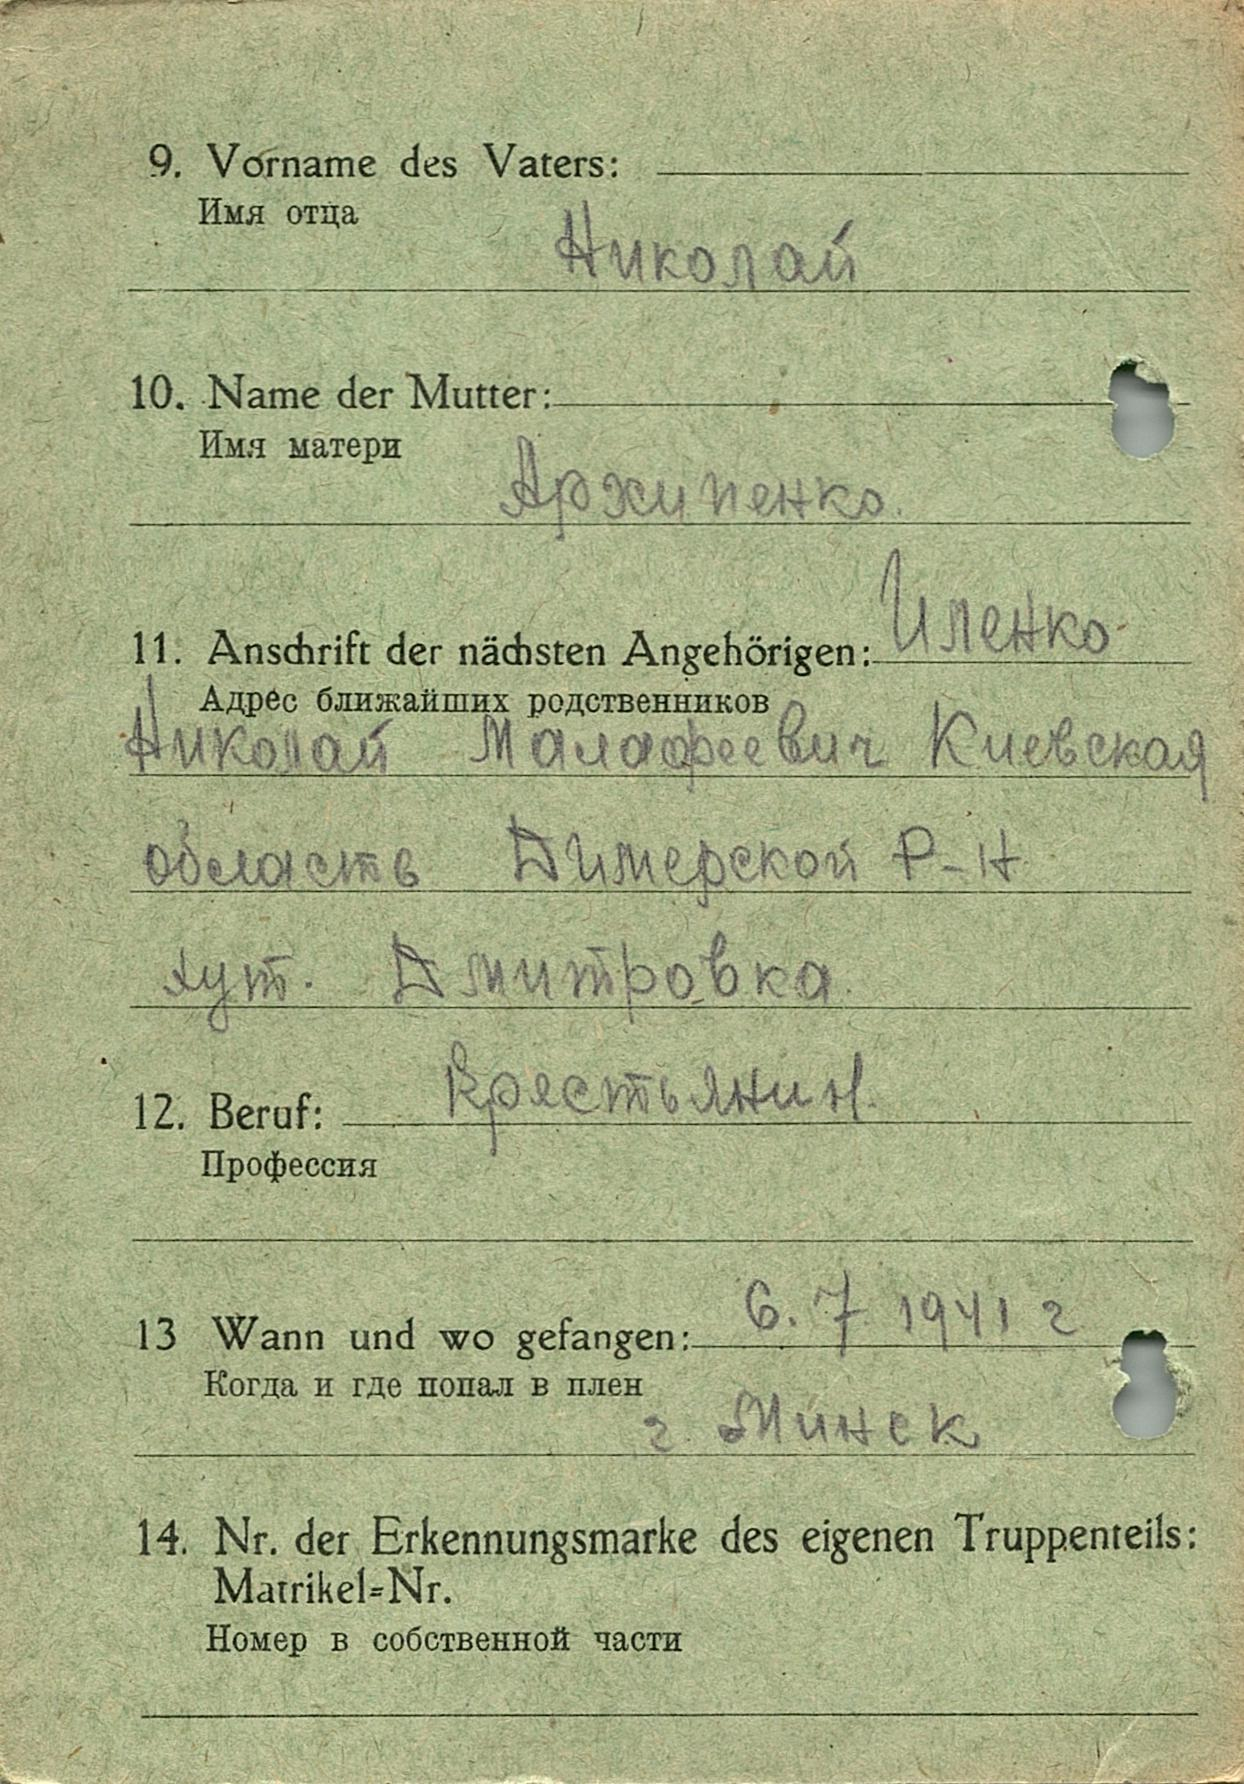 9. Vorname des Vaters:
Имя отца
Николай
10. Name der Mutter:
Имя матери
Архипенко.
Иленко
11. Anschrift der nächsten Angehörigen:
Адрес ближайших родственников
Николай Малафеевич Киевская
область Димерской Р-Н
хут. Дмитровка.
12. Beruf: Крестьянин.
Профессия
13 Wann und wo gefangen: 6. 7 1941 г
Когда и где попал в плен
г. Минск
14. Nr. der Erkennungsmarke des eigenen Truppenteils:
Matrikel=Nr.
Номер в собственной части